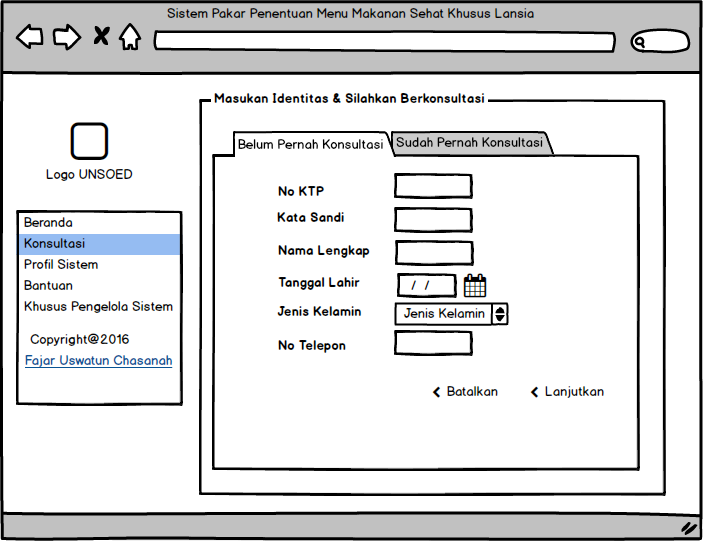 Sistem Pakar Penentuan Menu Makanan Sehat Khusus Lansia
Logo UNSOED
Beranda
Konsultasi
Profil Sistem
Bantuan
Khusus Pengelola Sistem
Copyright@2016
Fajar Uswatun Chasanah
Masukan Identitas & Silahkan Berkonsultasi
Belum Pernah Konsultasi
Sudah Pernah Konsultasi
No KTP
Kata Sandi
Nama Lengkap
Tanggal Lahir / /
Jenis Kelamin Jenis Kelamin
No Telepon
Batalkan Lanjutkan